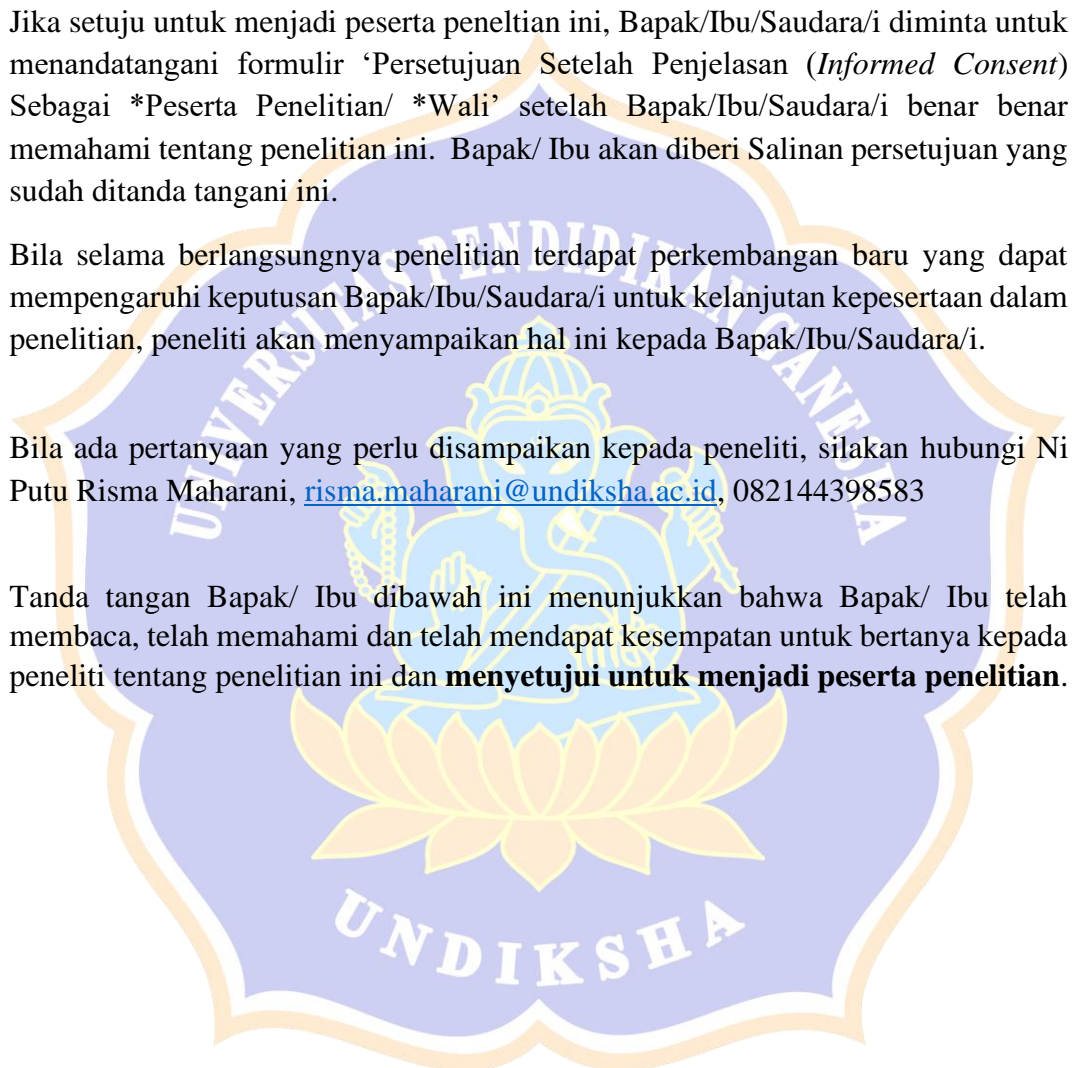 Jika setuju untuk menjadi peserta peneltian ini, Bapak/Ibu/Saudara/i diminta untuk
menandatangani formulir ‘Persetujuan Setelah Penjelasan (Informed Consent)
Sebagai *Peserta Penelitian/ *Wali’ setelah Bapak/Ibu/Saudara/i benar benar
memahami tentang penelitian ini. Bapak/ Ibu akan diberi Salinan persetujuan yang
sudah ditanda tangani ini.
Bila selama berlangsungnya penelitian terdapat perkembangan baru yang dapat
mempengaruhi keputusan Bapak/Ibu/Saudara/i untuk kelanjutan kepesertaan dalam
penelitian, peneliti akan menyampaikan hal ini kepada Bapak/Ibu/Saudara/i.
Bila ada pertanyaan yang perlu disampaikan kepada peneliti, silakan hubungi Ni
Putu Risma Maharani, risma.maharani@undiksha.ac.id, 082144398583
Tanda tangan Bapak/ Ibu dibawah ini menunjukkan bahwa Bapak/ Ibu telah
membaca, telah memahami dan telah mendapat kesempatan untuk bertanya kepada
peneliti tentang penelitian ini dan menyetujui untuk menjadi peserta penelitian.
UNIVERSITAS PENDIDIKAN GANESHA
UNDIKSHA